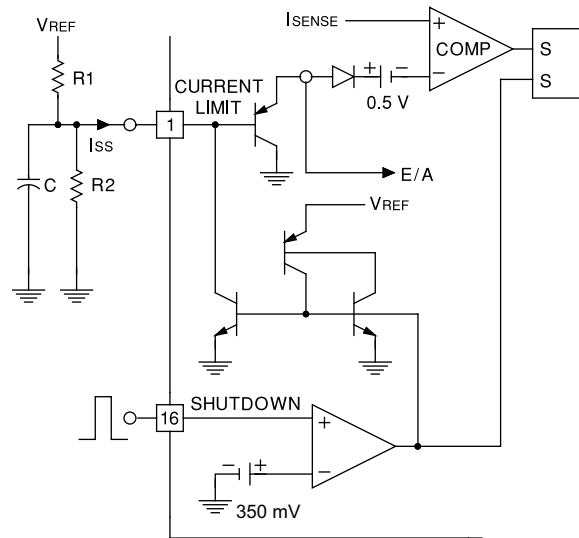 ISENSE
+
COMP
−
S
S
VREF
R1
CURRENT
LIMIT
1
ISS
+ −
0.5 V
C
R2
E/A
VREF
16
SHUTDOWN
+
−
− +
350 mV